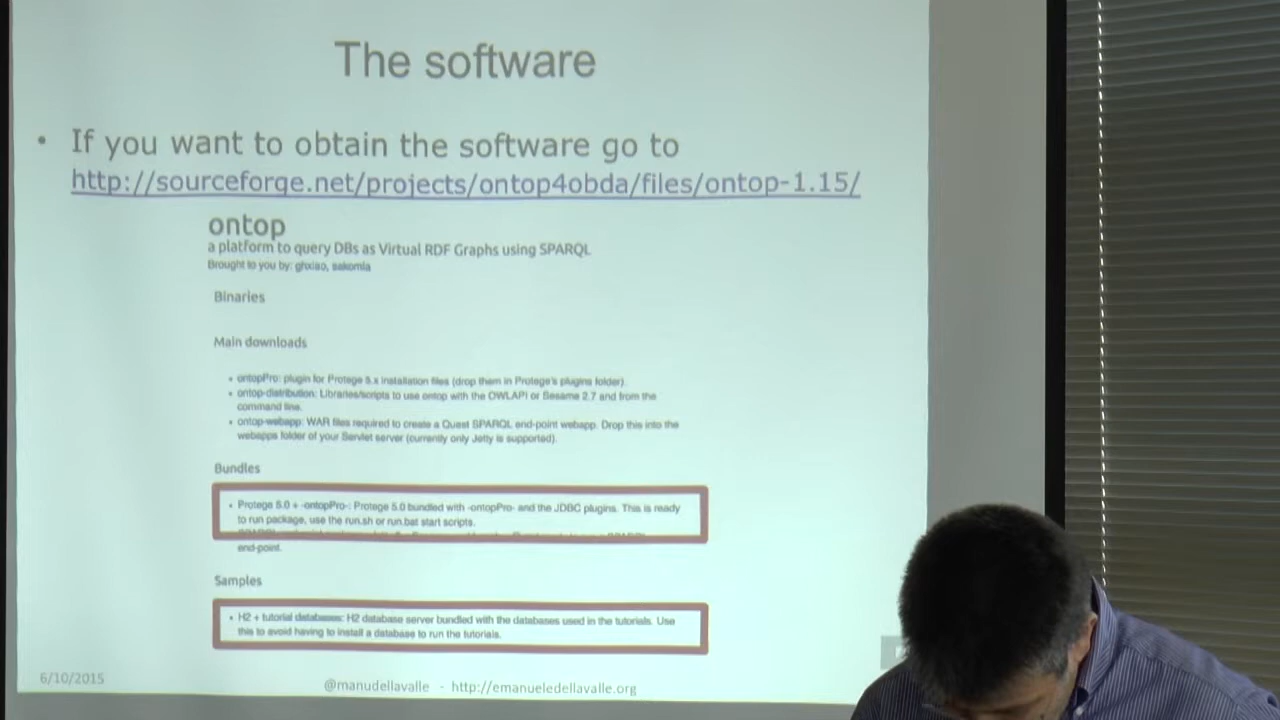 The software
• If you want to obtain the software go to
http://sourceforge.net/projects/ontop4obda/files/ontop-1.15/
ontop
a platform to query DBs as Virtual RDF Graphs using SPARQL
Brought to you by: ghxiao, sakomla
Binaries
Main downloads
• ontopPro: plugin for Protege 5.x installation files (drop them in Protege's plugins folder).
• ontop-distribution: Libraries/scripts to use ontop with the OWLAPI or Sesame 2.7 and from the
command line.
• ontop-webapp: WAR files required to create a Quest SPARQL end-point webapp. Drop this into the
webapps folder of your Servlet server (currently only Jetty is supported).
Bundles
• Protege 5.0 + -ontopPro-: Protege 5.0 bundled with -ontopPro- and the JDBC plugins. This is ready
to run package, use the run.sh or run.bat start scripts.
end-point.
Samples
• H2 + tutorial databases: H2 database server bundled with the databases used in the tutorials. Use
this to avoid having to install a database to run the tutorials.
6/10/2015
@manudellavalle - http://emanueledellavalle.org